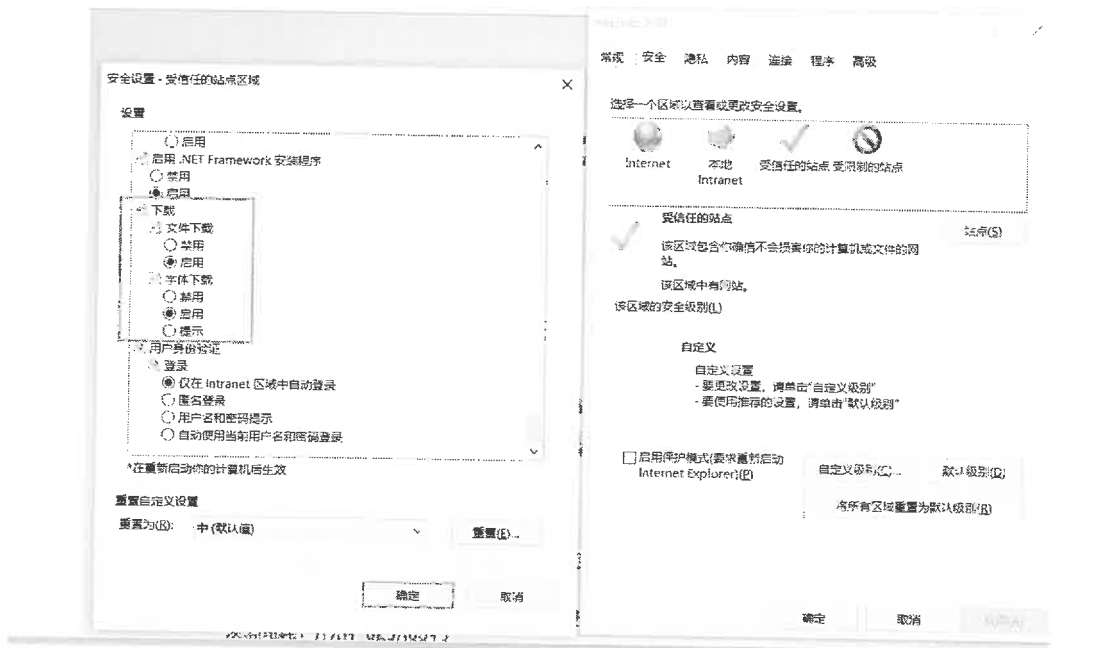 安全设置 - 受信任的站点区域
设置
启用
启用 .NET Framework 安装程序
禁用
启用
下载
文件下载
禁用
启用
字体下载
禁用
启用
提示
用户身份验证
登录
仅在 Intranet 区域中自动登录
匿名登录
用户名和密码提示
自动使用当前用户名和密码登录
*在重新启动你的计算机后生效
重置自定义设置
重置为(R):
中 (默认值)
重置(E)...
确定
取消
常规 安全 隐私 内容 连接 程序 高级
选择一个区域以查看或更改安全设置。
Internet
本地
Intranet
受信任的站点
受限制的站点
受信任的站点
站点(S)
该区域包含你确信不会损害你的计算机或文件的网
站。
该区域中有网站。
该区域的安全级别(L)
自定义
自定义设置
- 要更改设置，请单击"自定义级别"
- 要使用推荐的设置，请单击"默认级别"
启用保护模式(要求重新启动
Internet Explorer)(P)
自定义级别(C)...
默认级别(D)
将所有区域重置为默认级别(R)
确定
取消